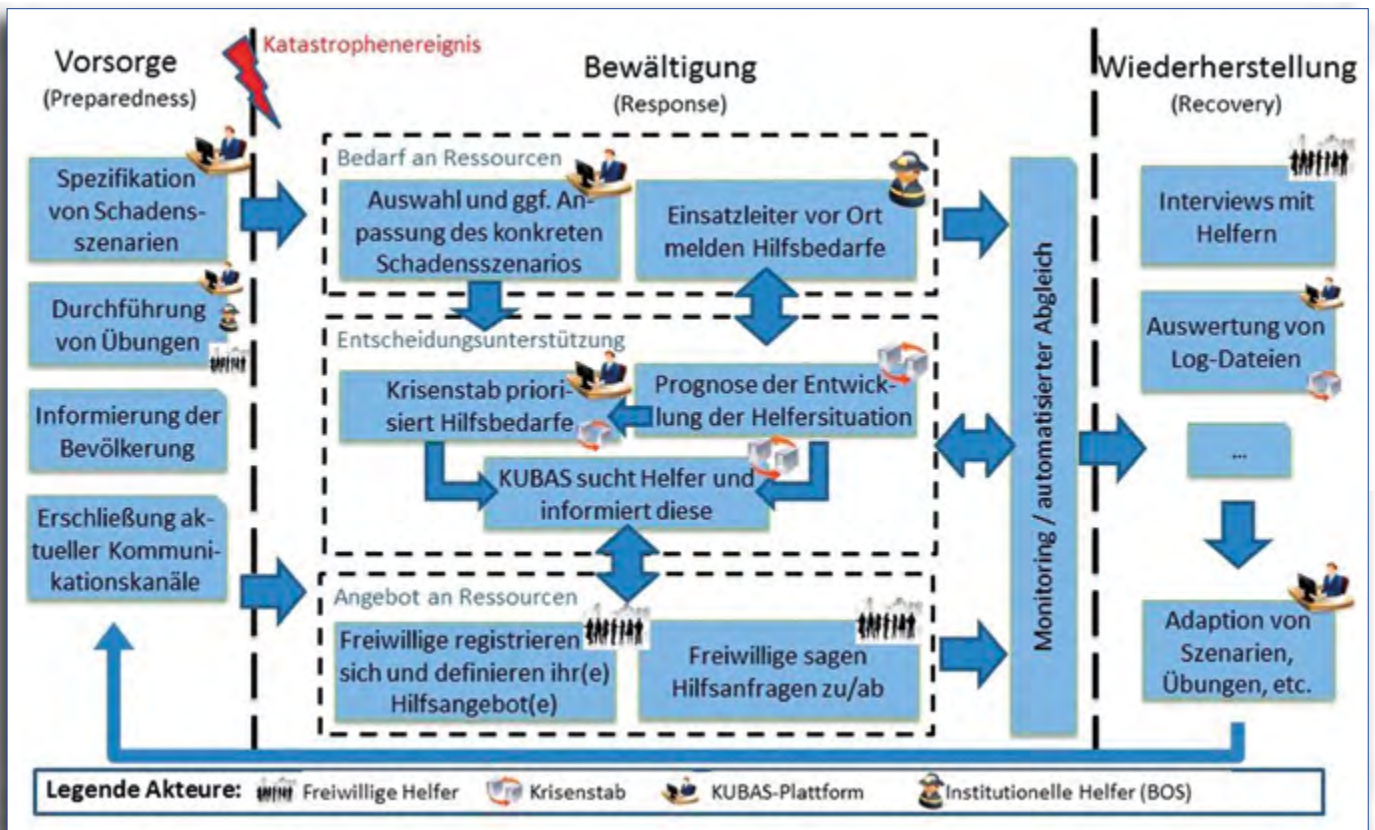 Katastrophenereignis
Vorsorge
(Preparedness)
Spezifikation
von Schadens-
szenarien
Durchführung
von Übungen
Informierung der
Bevölkerung
Erschließung ak-
tueller Kommuni-
kationskanäle
Bewältigung
(Response)
Bedarf an Ressourcen
Auswahl und ggf. An-
passung des konkreten
Schadensszenarios
Einsatzleiter vor Ort
melden Hilfsbedarfe
Entscheidungsunterstützung
Krisenstab priori-
siert Hilfsbedarfe
Prognose der Entwick-
lung der Helfersituation
KUBAS sucht Helfer und
informiert diese
Angebot an Ressourcen
Freiwillige registrieren
sich und definieren ihr(e)
Hilfsangebot(e)
Freiwillige sagen
Hilfsanfragen zu/ab
Monitoring / automatisierter Abgleich
Wiederherstellung
(Recovery)
Interviews mit
Helfern
Auswertung von
Log-Dateien
...
Adaption von
Szenarien,
Übungen, etc.
Legende Akteure: Freiwillige Helfer Krisenstab KUBAS-Plattform Institutionelle Helfer (BOS)